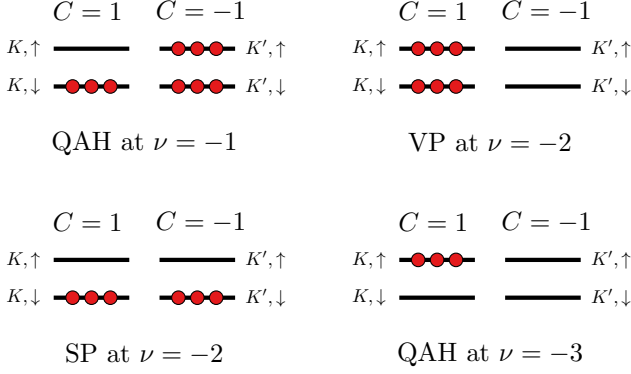 C = 1 C = −1 C = 1 C = −1
K, ↑ K′, ↑ K, ↑ K′, ↑
K, ↓ K′, ↓ K, ↓ K′, ↓
QAH at ν = −1 VP at ν = −2
C = 1 C = −1 C = 1 C = −1
K, ↑ K′, ↑ K, ↑ K′, ↑
K, ↓ K′, ↓ K, ↓ K′, ↓
SP at ν = −2 QAH at ν = −3